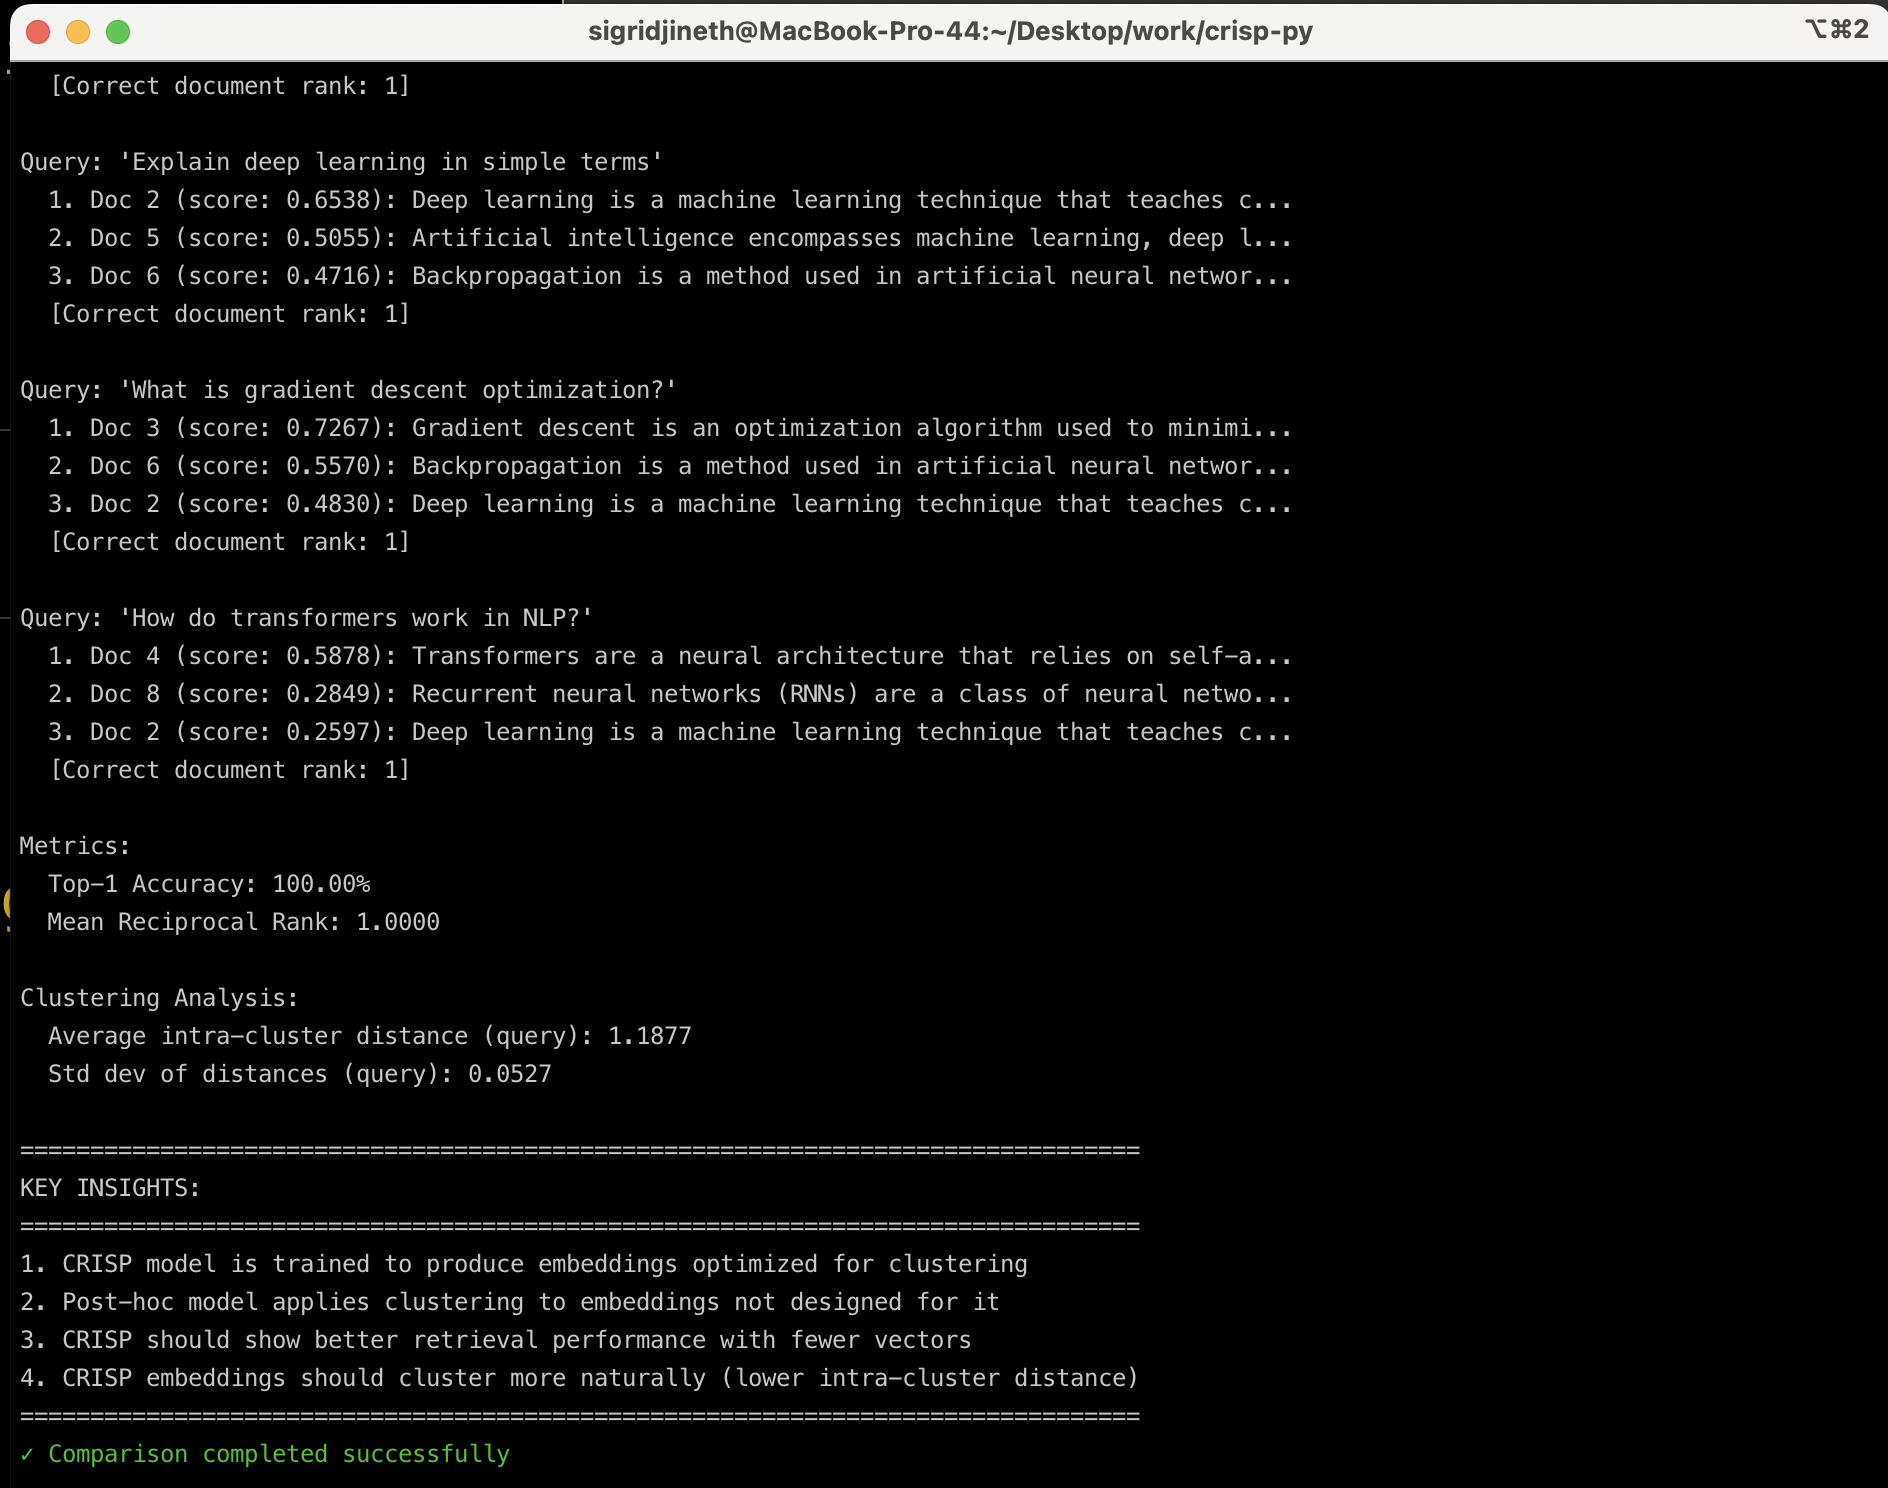 sigridjineth@MacBook-Pro-44:~/Desktop/work/crisp-py ⌥⌘2
[Correct document rank: 1]
Query: 'Explain deep learning in simple terms'
1. Doc 2 (score: 0.6538): Deep learning is a machine learning technique that teaches c...
2. Doc 5 (score: 0.5055): Artificial intelligence encompasses machine learning, deep l...
3. Doc 6 (score: 0.4716): Backpropagation is a method used in artificial neural networ...
[Correct document rank: 1]
Query: 'What is gradient descent optimization?'
1. Doc 3 (score: 0.7267): Gradient descent is an optimization algorithm used to minimi...
2. Doc 6 (score: 0.5570): Backpropagation is a method used in artificial neural networ...
3. Doc 2 (score: 0.4830): Deep learning is a machine learning technique that teaches c...
[Correct document rank: 1]
Query: 'How do transformers work in NLP?'
1. Doc 4 (score: 0.5878): Transformers are a neural architecture that relies on self-a...
2. Doc 8 (score: 0.2849): Recurrent neural networks (RNNs) are a class of neural netwo...
3. Doc 2 (score: 0.2597): Deep learning is a machine learning technique that teaches c...
[Correct document rank: 1]
Metrics:
Top-1 Accuracy: 100.00%
Mean Reciprocal Rank: 1.0000
Clustering Analysis:
Average intra-cluster distance (query): 1.1877
Std dev of distances (query): 0.0527
================================================================================
KEY INSIGHTS:
================================================================================
1. CRISP model is trained to produce embeddings optimized for clustering
2. Post-hoc model applies clustering to embeddings not designed for it
3. CRISP should show better retrieval performance with fewer vectors
4. CRISP embeddings should cluster more naturally (lower intra-cluster distance)
================================================================================
✓ Comparison completed successfully